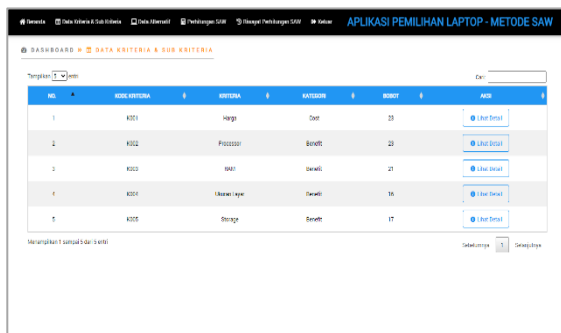 Beranda Data Kriteria & Sub Kriteria Data Alternatif Perhitungan SAW Riwayat Perhitungan SAW Keluar APLIKASI PEMILIHAN LAPTOP - METODE SAW
DASHBOARD » DATA KRITERIA & SUB KRITERIA
Tampilkan 5 entri Cari:
NO. KODE KRITERIA KRITERIA KATEGORI BOBOT AKSI
1 K001 Harga Cost 23 Lihat Detail
2 K002 Processor Benefit 23 Lihat Detail
3 K003 RAM Benefit 21 Lihat Detail
4 K004 Ukuran Layar Benefit 16 Lihat Detail
5 K005 Storage Benefit 17 Lihat Detail
Menampilkan 1 sampai 5 dari 5 entri Sebelumnya 1 Selanjutnya